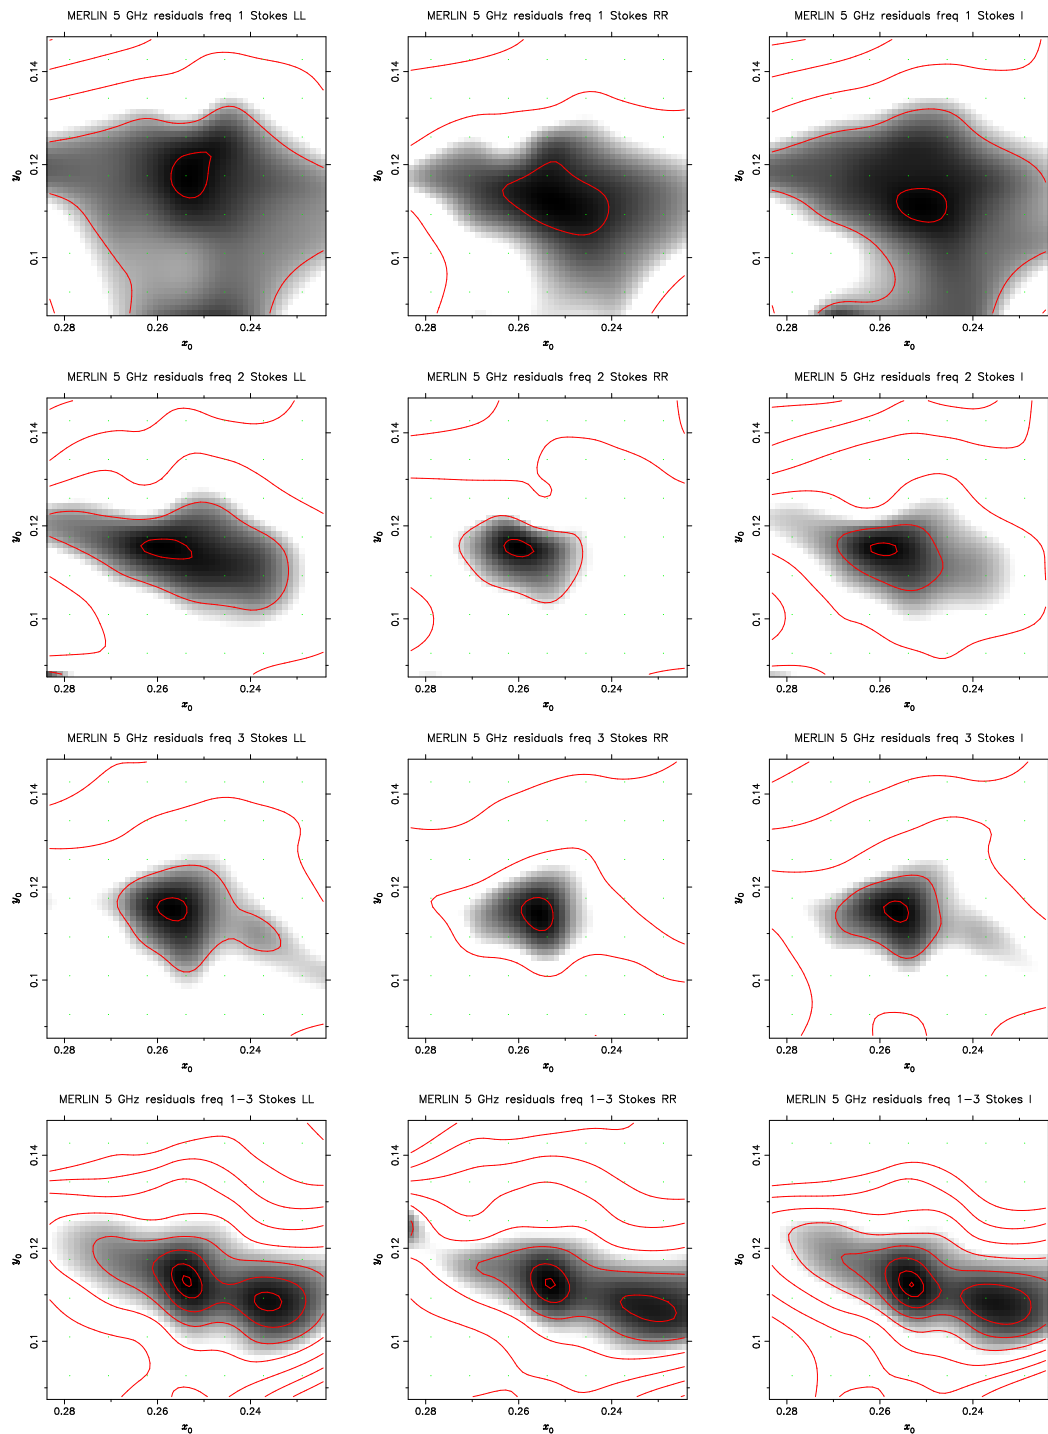 MERLIN 5 GHz residuals freq 1 Stokes LL
MERLIN 5 GHz residuals freq 1 Stokes RR
MERLIN 5 GHz residuals freq 1 Stokes I
y₀ 0.14 0.12 0.1
y₀ 0.14 0.12 0.1
y₀ 0.14 0.12 0.1
0.28 0.26 0.24
0.28 0.26 0.24
0.28 0.26 0.24
x₀
x₀
x₀
MERLIN 5 GHz residuals freq 2 Stokes LL
MERLIN 5 GHz residuals freq 2 Stokes RR
MERLIN 5 GHz residuals freq 2 Stokes I
y₀ 0.14 0.12 0.1
y₀ 0.14 0.12 0.1
y₀ 0.14 0.12 0.1
0.28 0.26 0.24
0.28 0.26 0.24
0.28 0.26 0.24
x₀
x₀
x₀
MERLIN 5 GHz residuals freq 3 Stokes LL
MERLIN 5 GHz residuals freq 3 Stokes RR
MERLIN 5 GHz residuals freq 3 Stokes I
y₀ 0.14 0.12 0.1
y₀ 0.14 0.12 0.1
y₀ 0.14 0.12 0.1
0.28 0.26 0.24
0.28 0.26 0.24
0.28 0.26 0.24
x₀
x₀
x₀
MERLIN 5 GHz residuals freq 1-3 Stokes LL
MERLIN 5 GHz residuals freq 1-3 Stokes RR
MERLIN 5 GHz residuals freq 1-3 Stokes I
y₀ 0.14 0.12 0.1
y₀ 0.14 0.12 0.1
y₀ 0.14 0.12 0.1
0.28 0.26 0.24
0.28 0.26 0.24
0.28 0.26 0.24
x₀
x₀
x₀